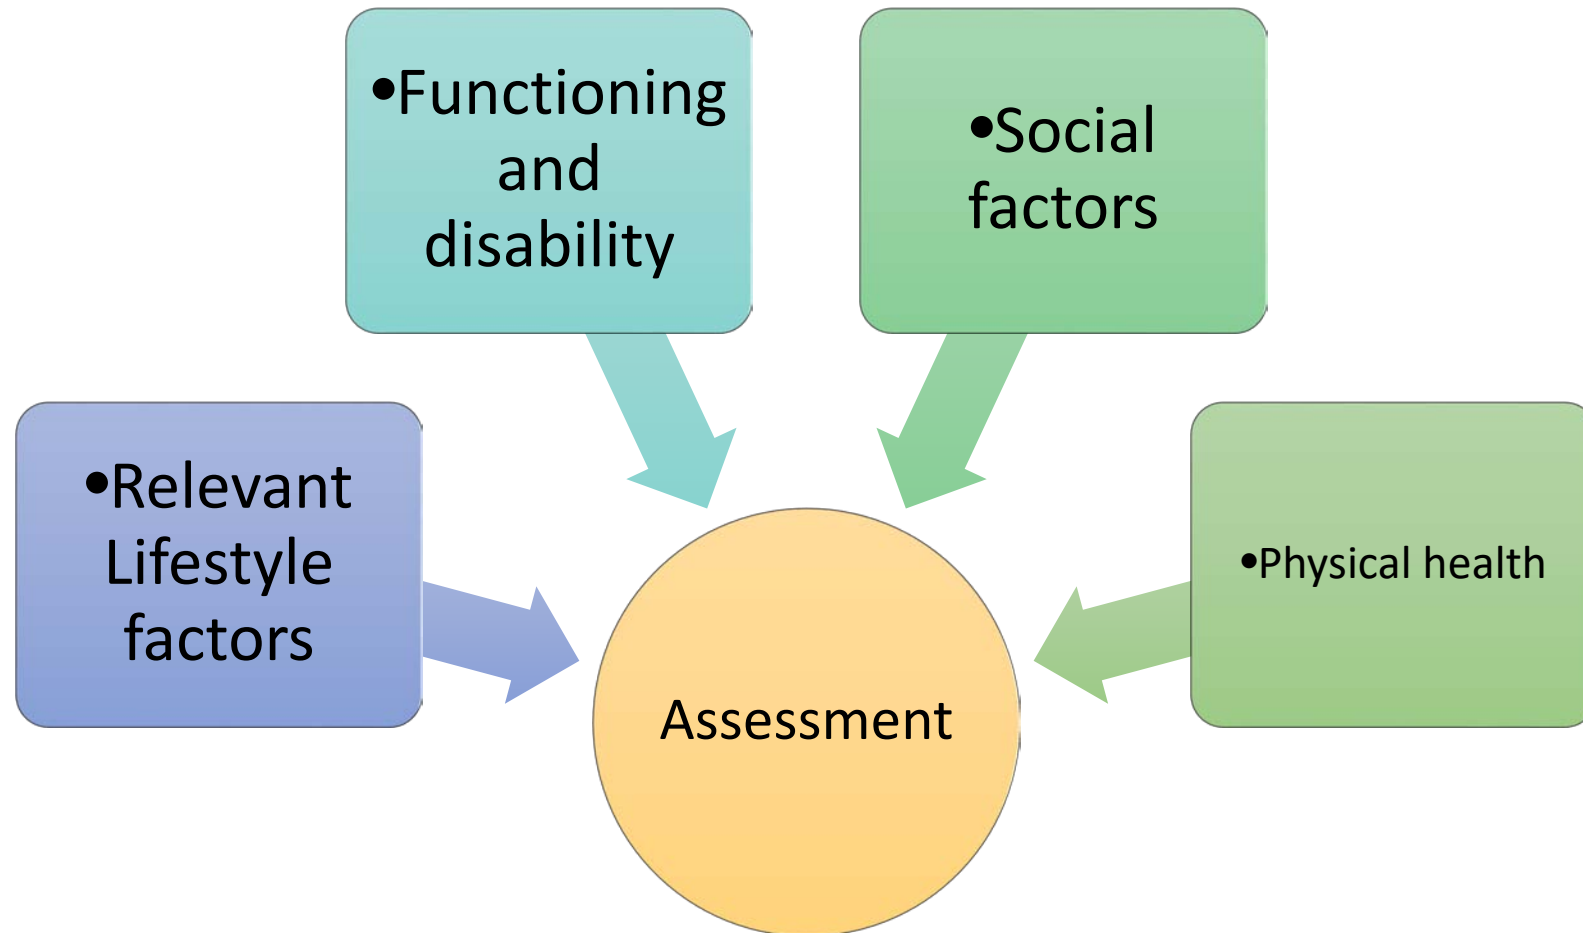 •Functioning
and
disability
•Social
factors
•Relevant
Lifestyle
factors
•Physical health
Assessment